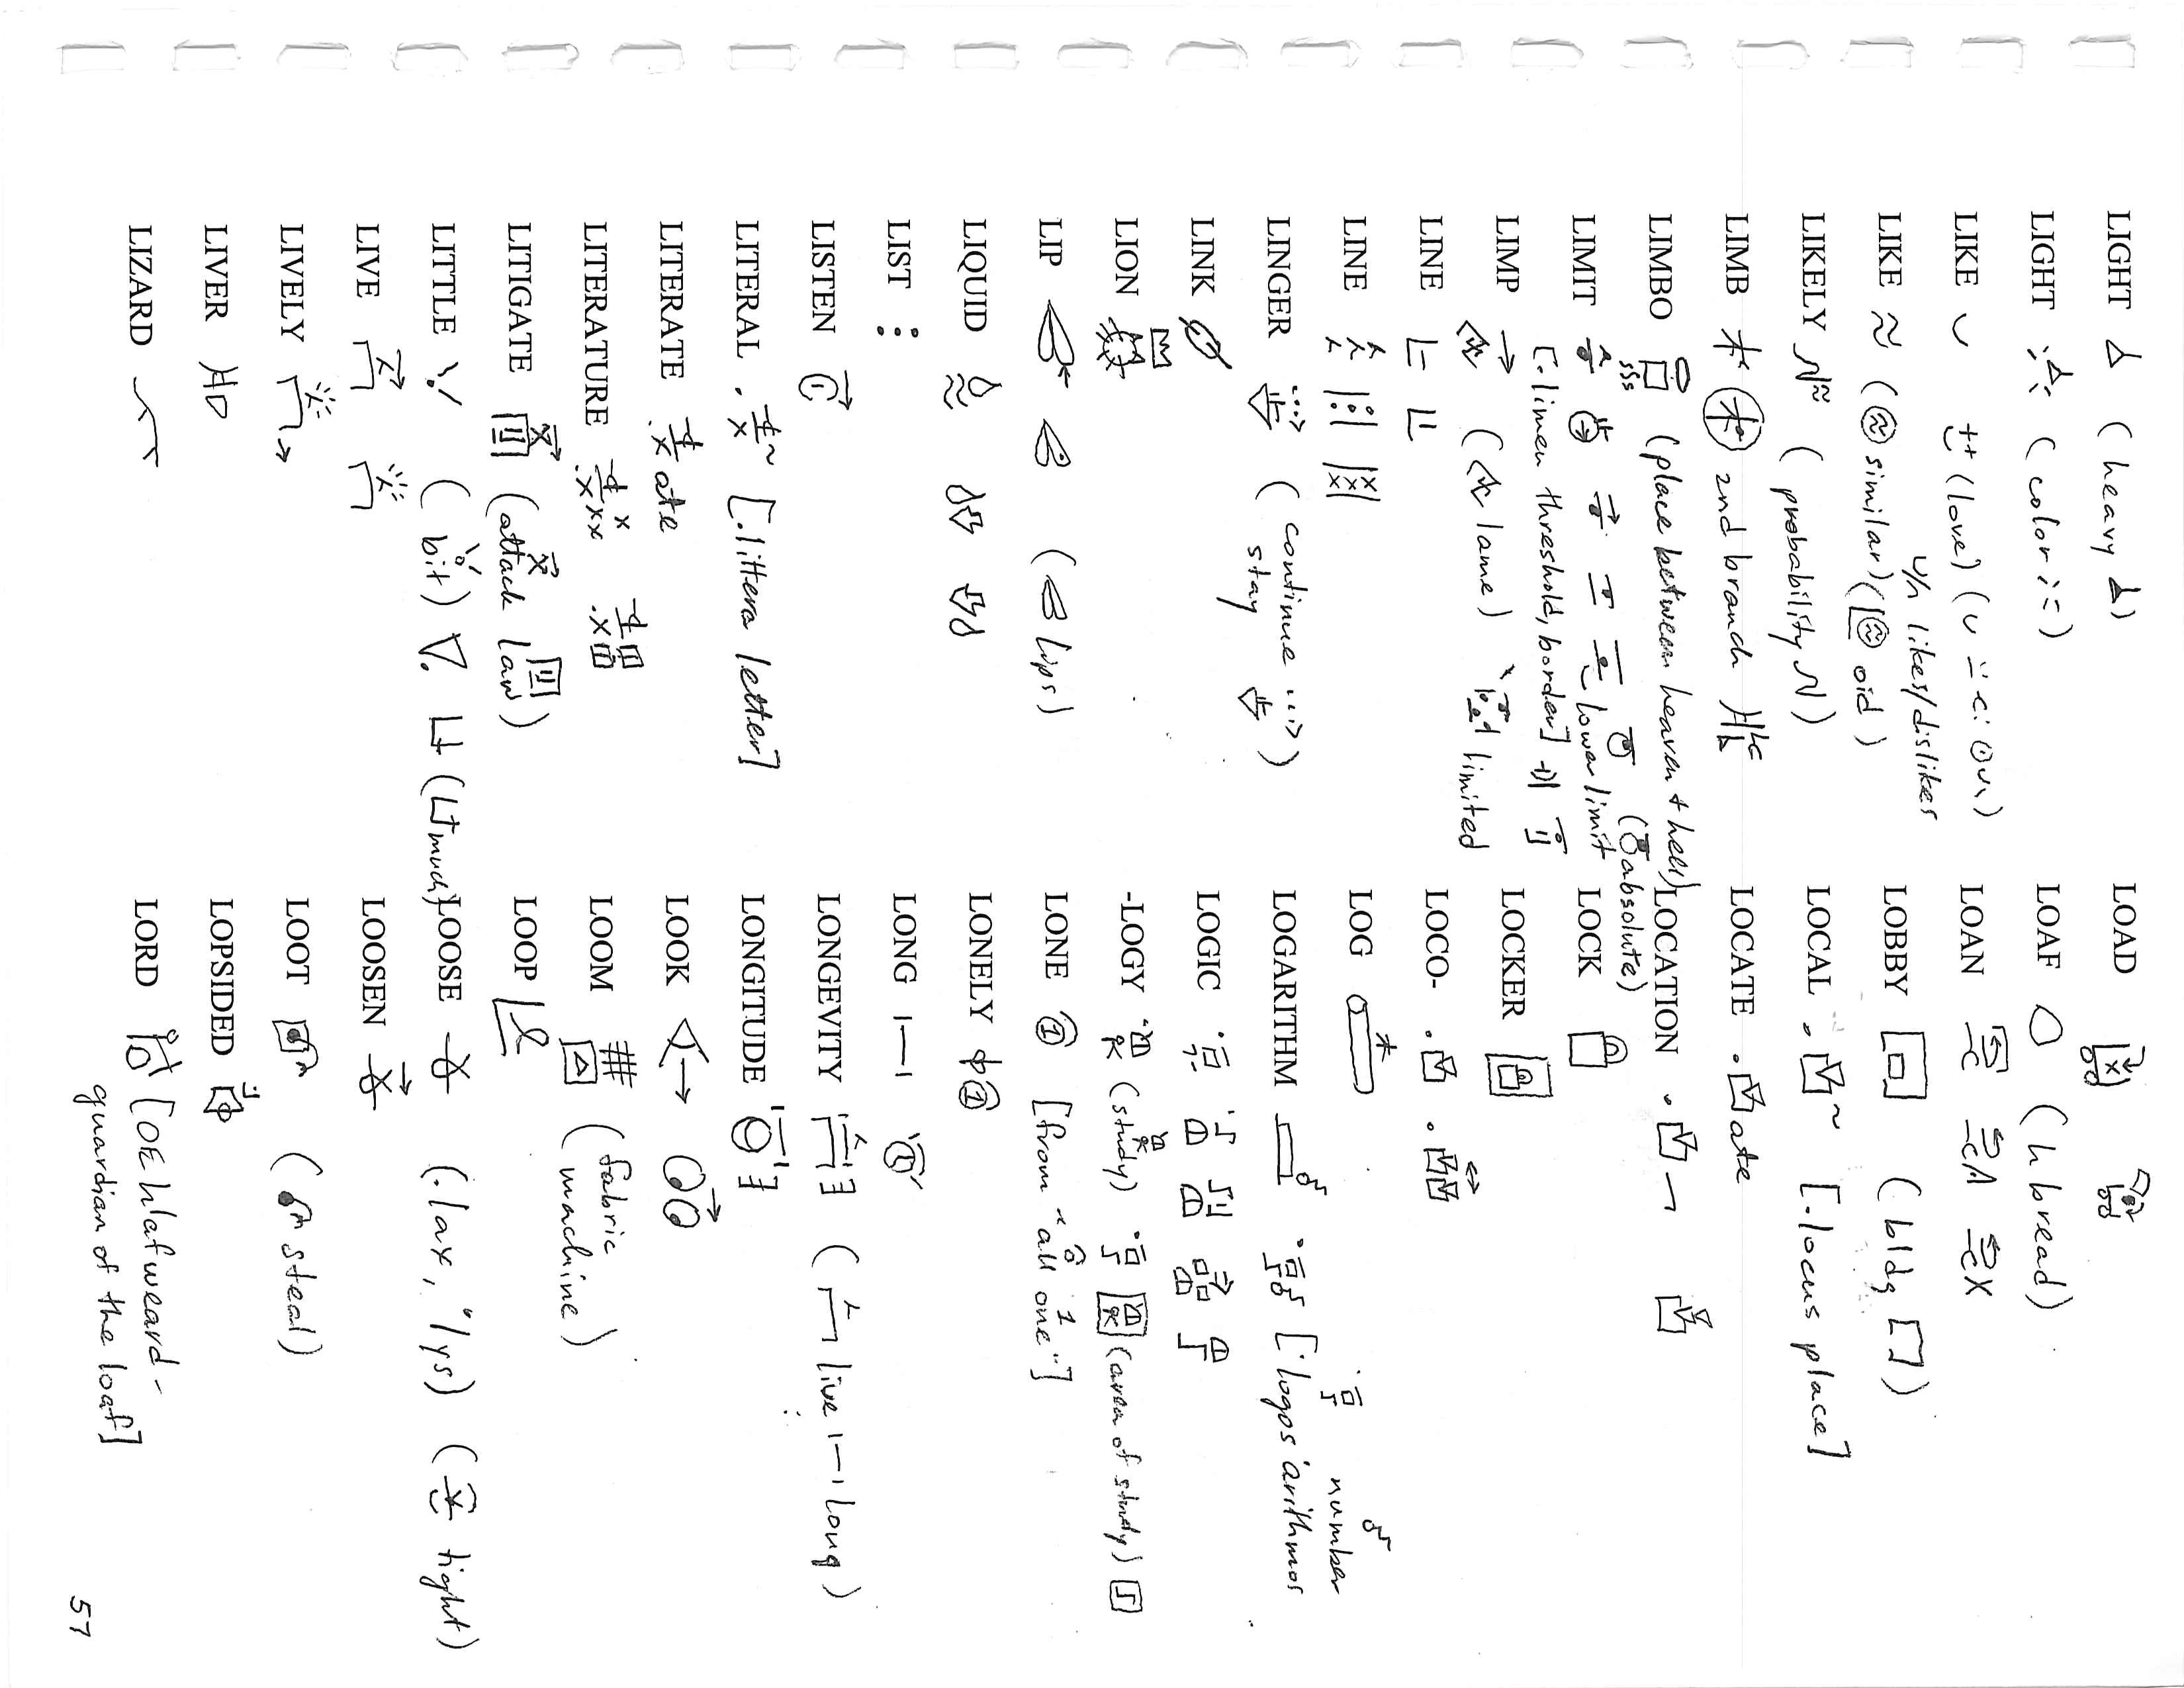 LIGHT (heavy)
LIGHT (color)
LIKE (love)
likes/dislikes
LIKE (similar) (oid)
LIKELY (probability)
LIMB 2nd branch
LIMBO (place between heaven + hell)
(absolute)
LIMIT lower limit
[.limen threshold, border]
limited
LIMP (lame)
LINE
LINE
LINGER (continue)
stay
LINK
LION
LIP (lips)
LIQUID
LIST
LISTEN
LITERAL [.littera letter]
LITERATE ate
LITERATURE
LITIGATE (attack law)
LITTLE (bit) (much)
LIVE
LIVELY
LIVER
LIZARD
LOAD
LOAF (bread)
LOAN
LOBBY (bldg)
LOCAL [.locus place]
LOCATE ate
LOCATION
LOCK
LOCKER
LOCO-
LOG
number
LOGARITHM [logos arithmos
LOGIC
-LOGY (study) (area of study)
LONE [from "all one"]
LONELY
LONG
LONGEVITY (live long)
LONGITUDE
LOOK
LOOM (fabric
machine)
LOOP
LOOSE (.lax, "lys) (tight)
LOOSEN
LOOT (steal)
LOPSIDED
LORD [OE hlafweard -
guardian of the loaf]
57